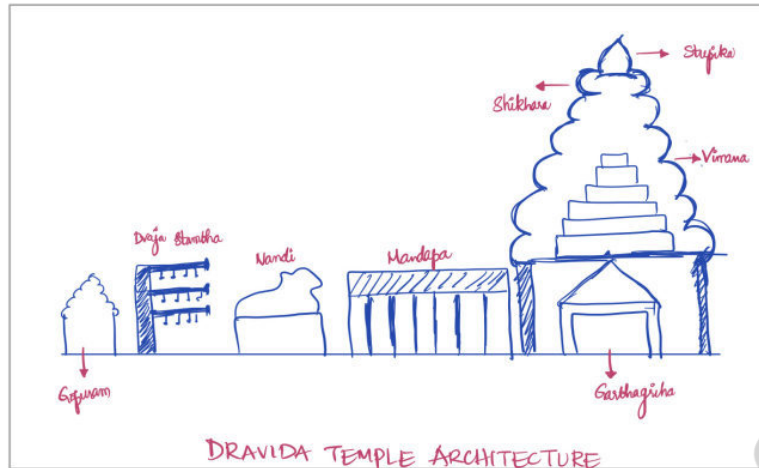 Stupika
Shikhara
Vimana
Dvaja Stambha
Nandi
Mandapa
Gopuram
Garbhagriha
DRAVIDA TEMPLE ARCHITECTURE